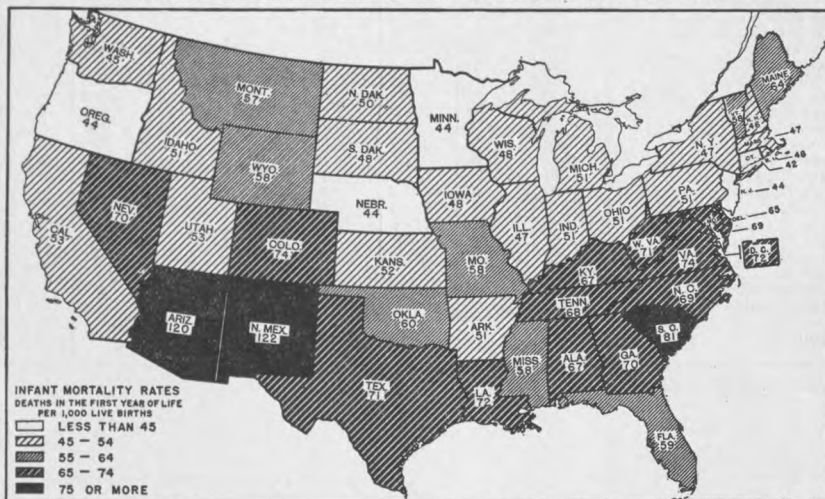 WASH.
45
OREG.
44
CAL.
53
NEV.
70
IDAHO
51
MONT.
57
WYO.
58
UTAH
53
COLO.
74
ARIZ.
120
N. MEX.
122
N. DAK.
50
S. DAK.
49
NEBR.
44
KANS.
52
OKLA.
60
TEX.
71
MINN.
44
IOWA
48
MO.
58
ARK.
51
LA.
72
WIS.
48
ILL.
47
MICH.
51
IND.
51
OHIO
51
KY.
67
TENN.
68
MISS.
58
ALA.
67
GA.
70
FLA.
59
S. C.
81
N. C.
69
VA.
74
W. VA.
71
D. C.
72
PA.
51
N. Y.
47
MAINE
64
MASS.
CT.
R. I.
N. J.
DEL.
47
42
44
65
69
INFANT MORTALITY RATES
DEATHS IN THE FIRST YEAR OF LIFE
PER 1,000 LIVE BIRTHS
LESS THAN 45
45 - 54
55 - 64
65 - 74
75 OR MORE